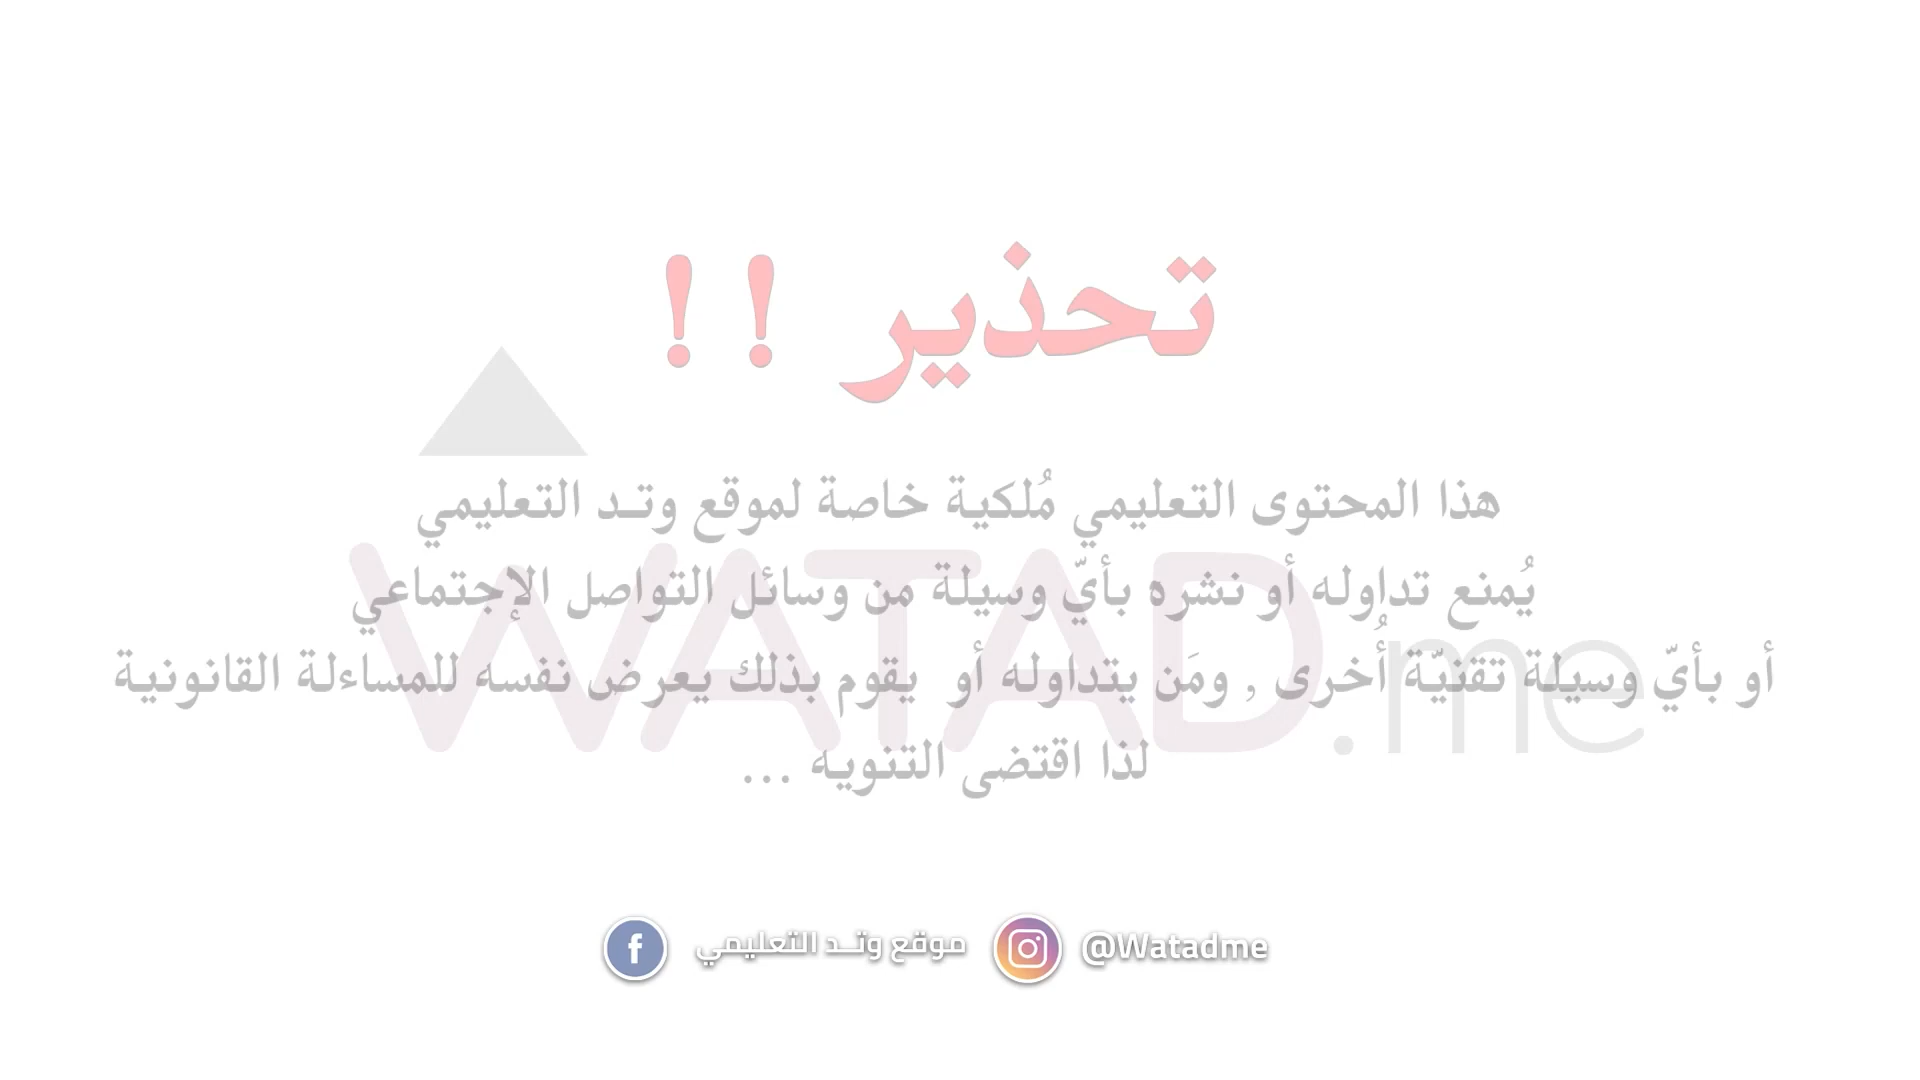 تحذير ! !
هذا المحتوى التعليمي مُلكية خاصة لموقع وتـد التعليمي
يُمنع تداوله أو نشره بأيّ وسيلة من وسائل التواصل الإجتماعي
أو بأيّ وسيلة تقنيّة أُخرى , ومَن يتداوله أو يقوم بذلك يعرض نفسه للمساءلة القانونية
لذا اقتضى التنويه ...
WATAD.me
موقع وتـد التعليمي @Watadme